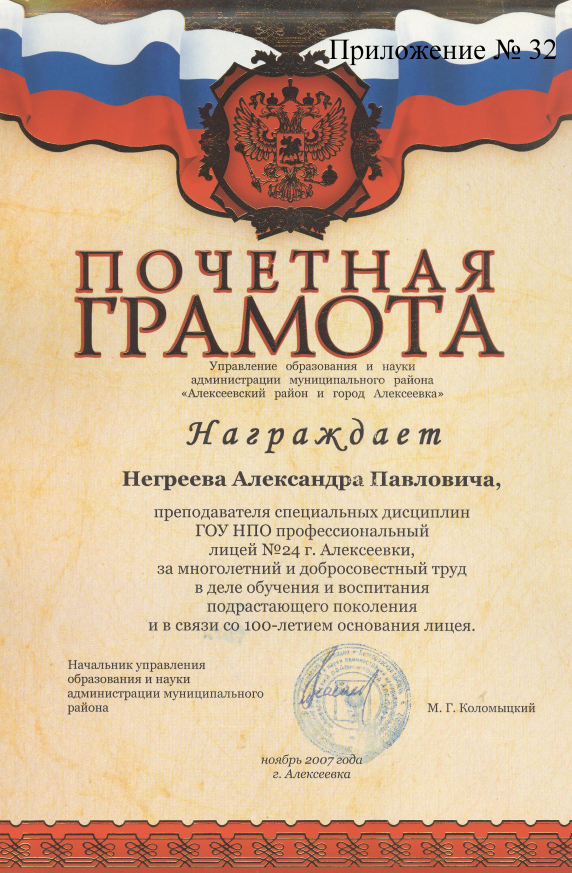 Приложение № 32
ПОЧЕТНАЯ
ГРАМОТА
Управление образования и науки
администрации муниципального района
«Алексеевский район и город Алексеевка»
Награждает
Негреева Александра Павловича,
преподавателя специальных дисциплин
ГОУ НПО профессиональный
лицей №24 г. Алексеевки,
за многолетний и добросовестный труд
в деле обучения и воспитания
подрастающего поколения
и в связи со 100-летием основания лицея.
Начальник управления
образования и науки
администрации муниципального
района
М. Г. Коломыцкий
ноябрь 2007 года
г. Алексеевка